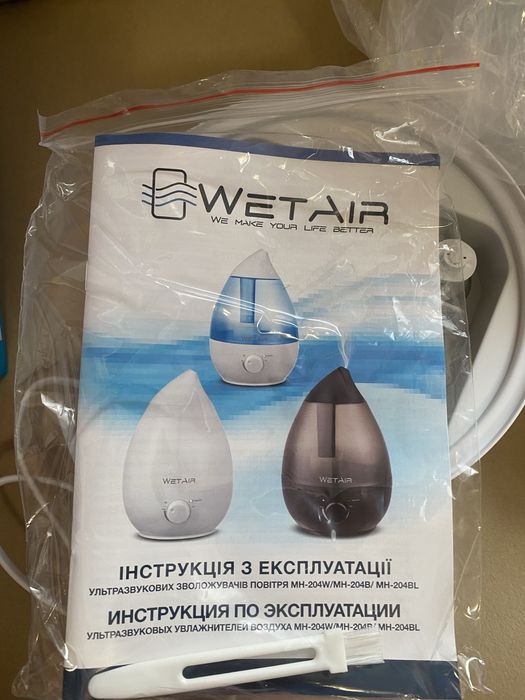 WETAIR
WE MAKE YOUR LIFE BETTER
WETAIR
WETAIR
ІНСТРУКЦІЯ З ЕКСПЛУАТАЦІЇ
УЛЬТРАЗВУКОВИХ ЗВОЛОЖУВАЧІВ ПОВІТРЯ MH-204W/MH-204B/ MH-204BL
ИНСТРУКЦИЯ ПО ЭКСПЛУАТАЦИИ
УЛЬТРАЗВУКОВЫХ УВЛАЖНИТЕЛЕЙ ВОЗДУХА MH-204W/MH-204B/ MH-204BL